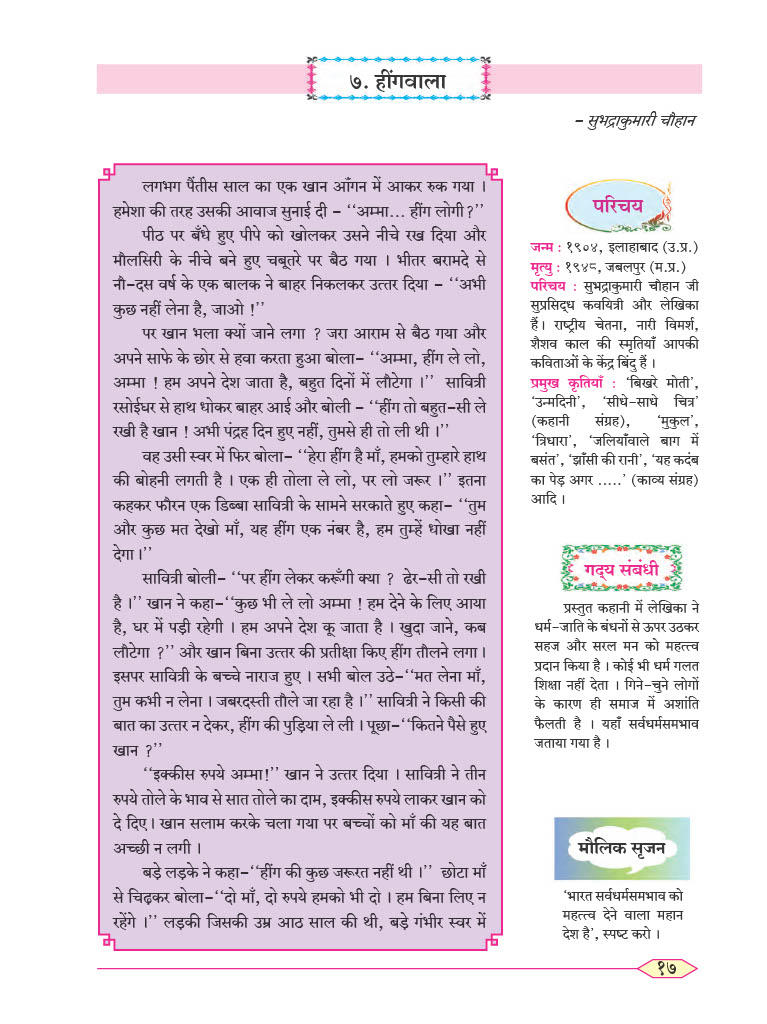 ७. हींगवाला
– सुभद्राकुमारी चौहान
लगभग पैंतीस साल का एक खान आँगन में आकर रुक गया ।
हमेशा की तरह उसकी आवाज सुनाई दी – ‘‘अम्मा... हींग लोगी?’’
पीठ पर बँधे हुए पीपे को खोलकर उसने नीचे रख दिया और
मौलसिरी के नीचे बने हुए चबूतरे पर बैठ गया । भीतर बरामदे से
नौ-दस वर्ष के एक बालक ने बाहर निकलकर उत्तर दिया - ‘‘अभी
कुछ नहीं लेना है, जाओ !’’
पर खान भला क्यों जाने लगा ? जरा आराम से बैठ गया और
अपने साफे के छोर से हवा करता हुआ बोला- ‘‘अम्मा, हींग ले लो,
अम्मा ! हम अपने देश जाता है, बहुत दिनों में लौटेगा ।’’ सावित्री
रसोईघर से हाथ धोकर बाहर आई और बोली - ‘‘हींग तो बहुत-सी ले
रखी है खान ! अभी पंद्रह दिन हुए नहीं, तुमसे ही तो ली थी ।’’
वह उसी स्वर में फिर बोला- ‘‘हेरा हींग है माँ, हमको तुम्हारे हाथ
की बोहनी लगती है । एक ही तोला ले लो, पर लो जरूर ।’’ इतना
कहकर फौरन एक डिब्बा सावित्री के सामने सरकाते हुए कहा- ‘‘तुम
और कुछ मत देखो माँ, यह हींग एक नंबर है, हम तुम्हें धोखा नहीं
देगा ।’’
सावित्री बोली- ‘‘पर हींग लेकर करूँगी क्या ? ढेर-सी तो रखी
है ।’’ खान ने कहा-‘‘कुछ भी ले लो अम्मा ! हम देने के लिए आया
है, घर में पड़ी रहेगी । हम अपने देश कू जाता है । खुदा जाने, कब
लौटेगा ?’’ और खान बिना उत्तर की प्रतीक्षा किए हींग तौलने लगा ।
इसपर सावित्री के बच्चे नाराज हुए । सभी बोल उठे-‘‘मत लेना माँ,
तुम कभी न लेना । जबरदस्ती तौले जा रहा है ।’’ सावित्री ने किसी की
बात का उत्तर न देकर, हींग की पुड़िया ले ली । पूछा-‘‘कितने पैसे हुए
खान ?’’
‘‘इक्कीस रुपये अम्मा!’’ खान ने उत्तर दिया । सावित्री ने तीन
रुपये तोले के भाव से सात तोले का दाम, इक्कीस रुपये लाकर खान को
दे दिए । खान सलाम करके चला गया पर बच्चों को माँ की यह बात
अच्छी न लगी ।
बड़े लड़के ने कहा-‘‘हींग की कुछ जरूरत नहीं थी ।’’ छोटा माँ
से चिढ़कर बोला-‘‘दो माँ, दो रुपये हमको भी दो । हम बिना लिए न
रहेंगे ।’’ लड़की जिसकी उम्र आठ साल की थी, बड़े गंभीर स्वर में
परिचय
जन्म : १९०४, इलाहाबाद (उ.प्र.)
मृत्यु : १९४८, जबलपुर (म.प्र.)
परिचय : सुभद्राकुमारी चौहान जी
सुप्रसिद्ध कवयित्री और लेखिका
हैं । राष्ट्रीय चेतना, नारी विमर्श,
शैशव काल की स्मृतियाँ आपकी
कविताओं के केंद्र बिंदु हैं ।
प्रमुख कृतियाँ : ‘बिखरे मोती’,
‘उन्मदिनी’, ‘सीधे-साधे चित्र’
(कहानी संग्रह), ‘मुकुल’,
‘त्रिधारा’, ‘जलियाँवाले बाग में
बसंत’, ‘झाँसी की रानी’, ‘यह कदंब
का पेड़ अगर .....’ (काव्य संग्रह)
आदि ।
गद्य संबंधी
प्रस्तुत कहानी में लेखिका ने
धर्म-जाति के बंधनों से ऊपर उठकर
सहज और सरल मन को महत्त्व
प्रदान किया है । कोई भी धर्म गलत
शिक्षा नहीं देता । गिने-चुने लोगों
के कारण ही समाज में अशांति
फैलती है । यहाँ सर्वधर्मसमभाव
जताया गया है ।
मौलिक सृजन
‘भारत सर्वधर्मसमभाव को
महत्त्व देने वाला महान
देश है’, स्पष्ट करो ।
१७